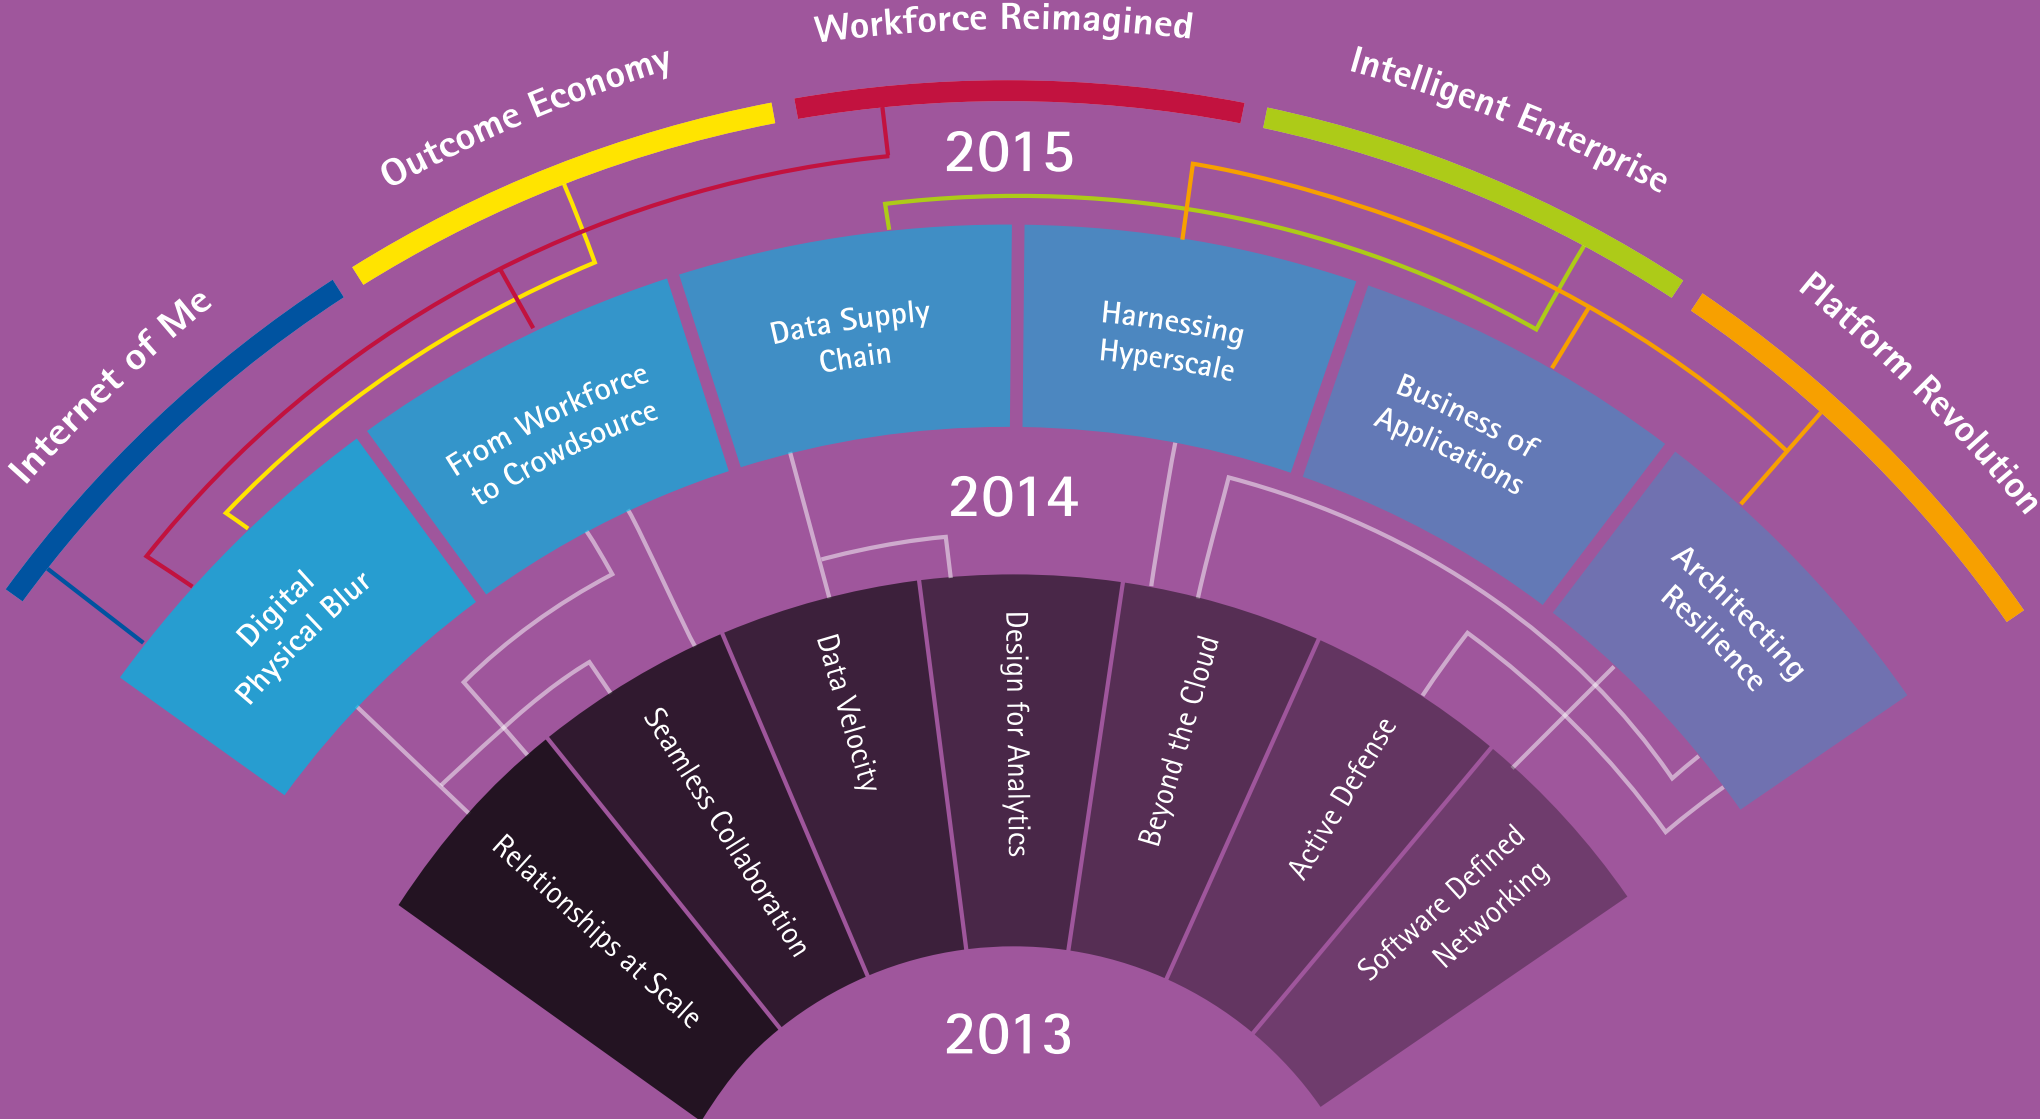 Internet of Me
Outcome Economy
Workforce Reimagined
Intelligent Enterprise
Platform Revolution
2015
Digital
Physical Blur
From Workforce
to Crowdsource
Data Supply
Chain
Harnessing
Hyperscale
Business of
Applications
Architecting
Resilience
2014
Relationships at Scale
Seamless Collaboration
Data Velocity
Design for Analytics
Beyond the Cloud
Active Defense
Software Defined
Networking
2013